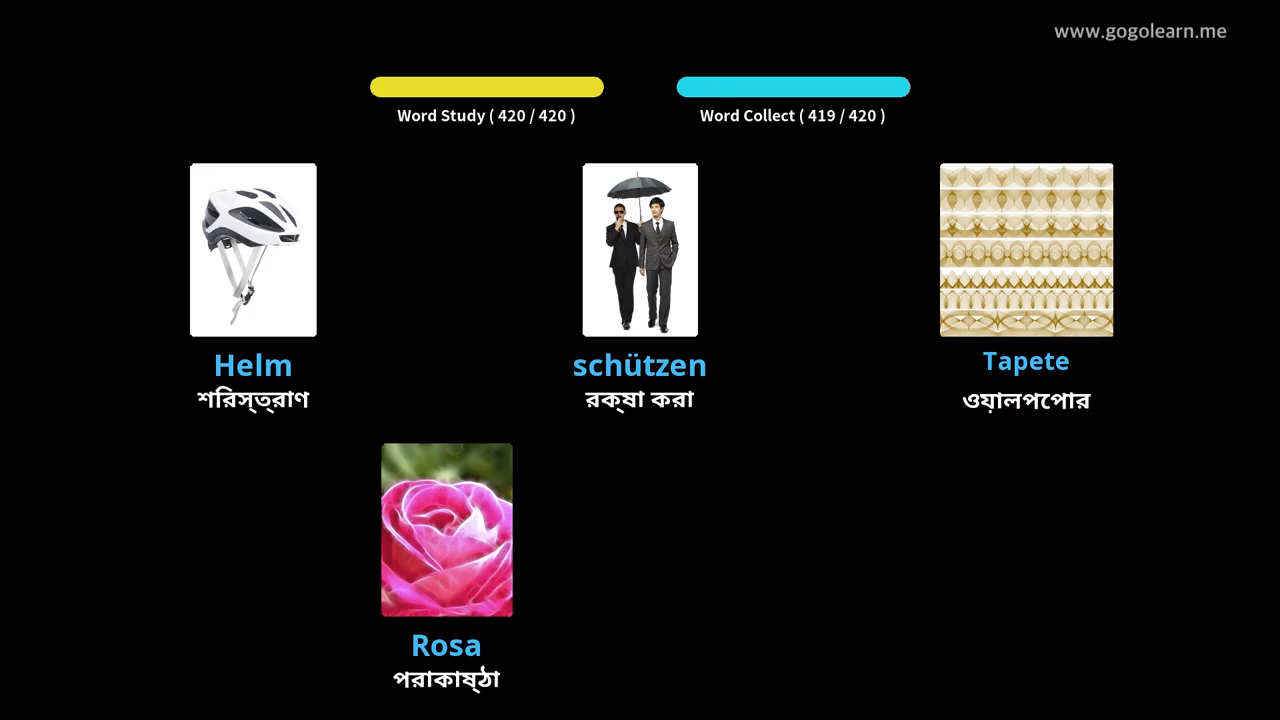 www.gogolearn.me
Word Study ( 420 / 420 )
Word Collect ( 419 / 420 )
Helm
schützen
Tapete
শরিস্ত্রাণ
রক্ষা করা
ওয়ালপপোর
Rosa
পরাকাষ্ঠা